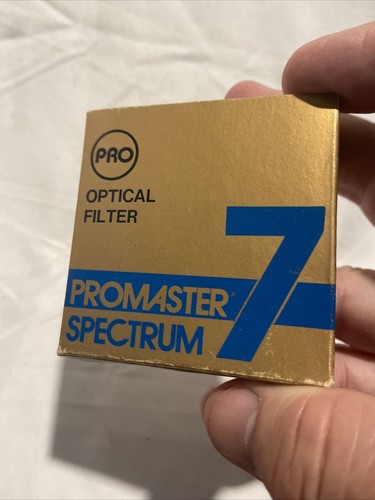 PRO
OPTICAL
FILTER
PROMASTER
SPECTRUM 7